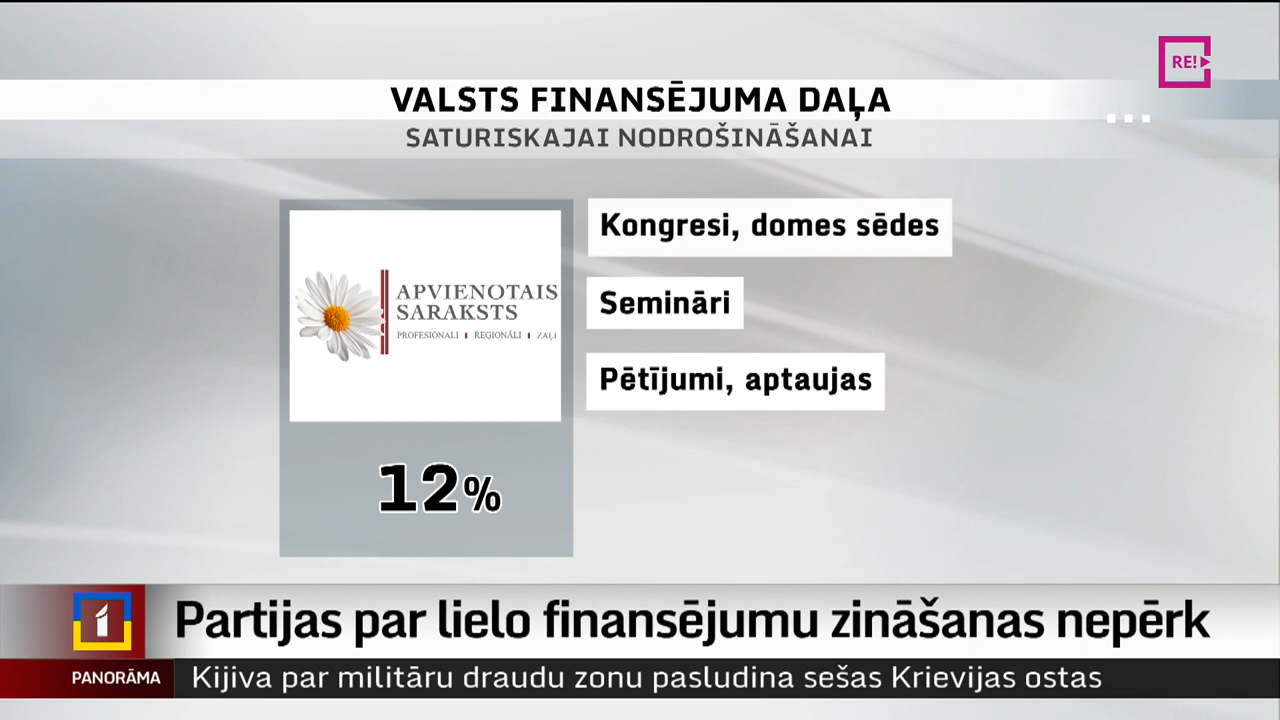 RE!
VALSTS FINANSĒJUMA DAĻA
SATURISKAJAI NODROŠINĀŠANAI
Kongresi, domes sēdes
APVIENOTAIS
SARAKSTS
PROFESIONALI REĢIONĀLI ZAĻI
Semināri
Pētījumi, aptaujas
12%
1
Partijas par lielo finansējumu zināšanas nepērk
PANORĀMA
Kijiva par militāru draudu zonu pasludina sešas Krievijas ostas